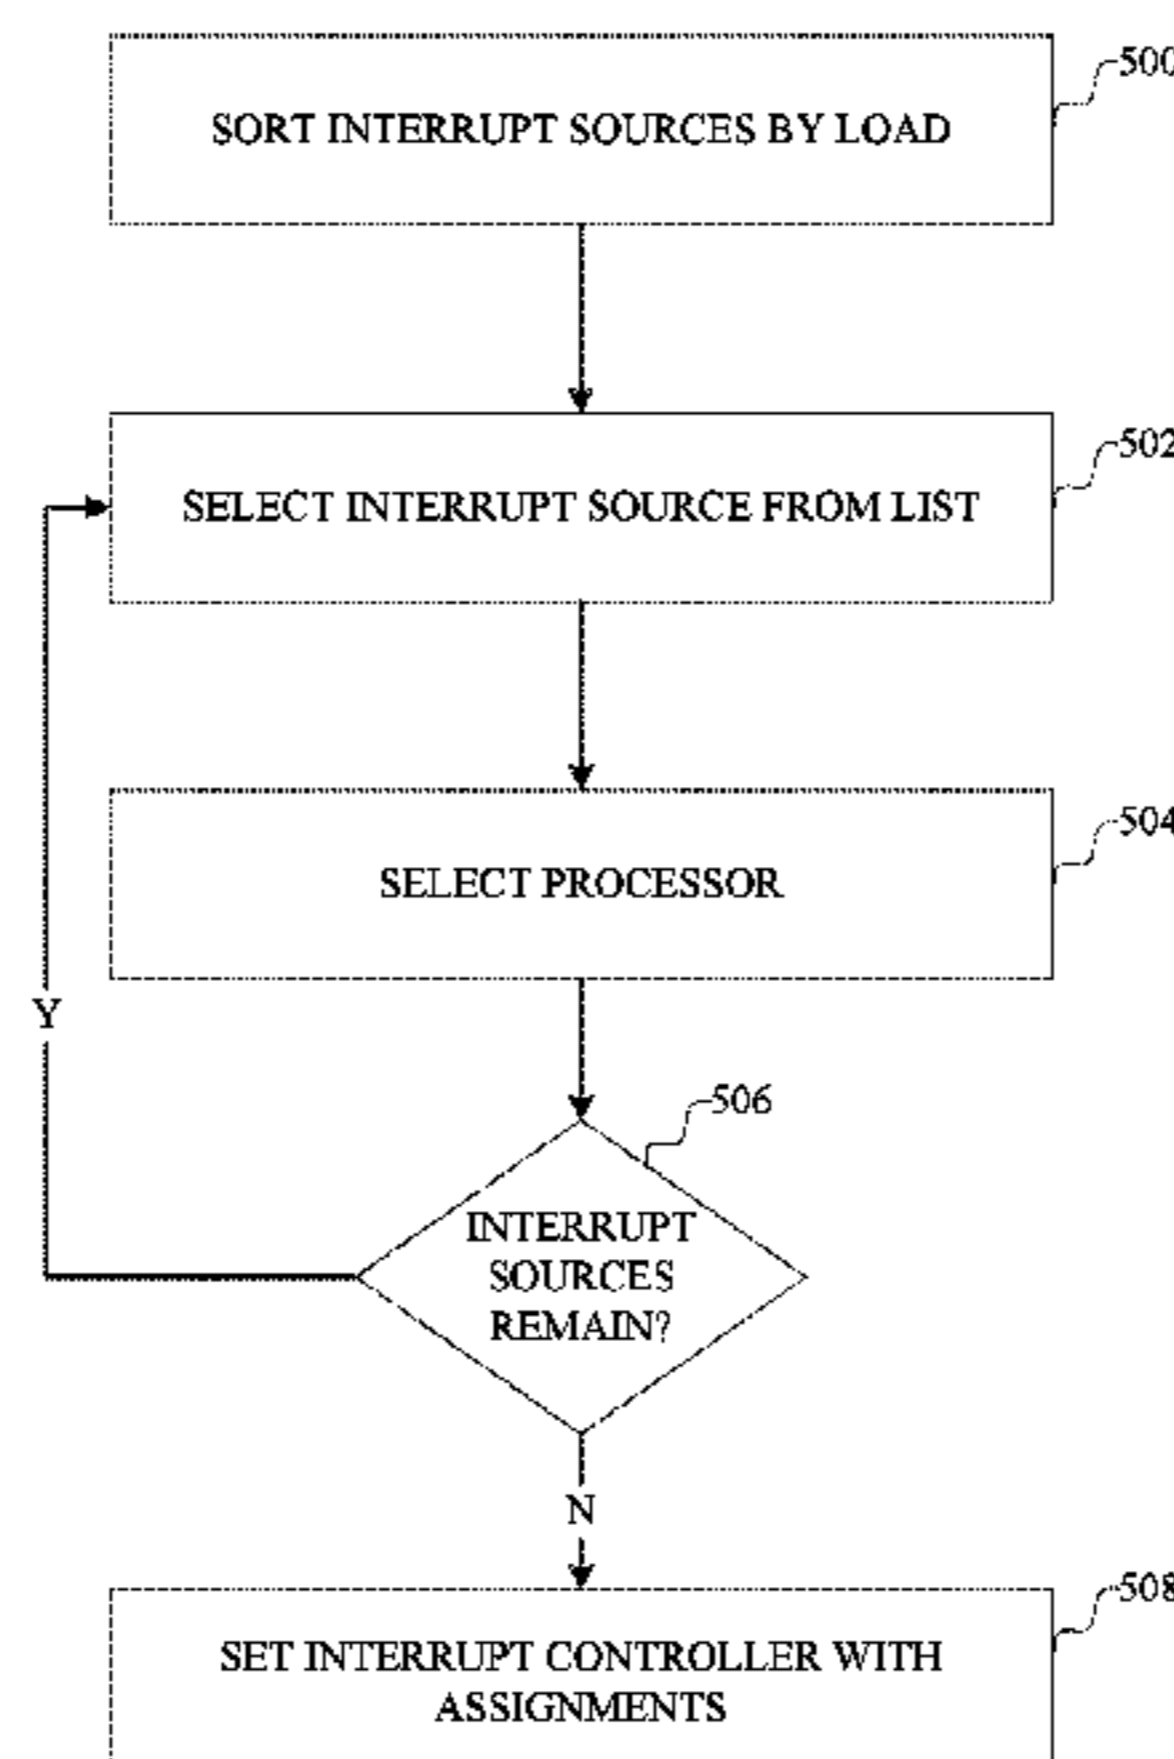 500
SORT INTERRUPT SOURCES BY LOAD
502
SELECT INTERRUPT SOURCE FROM LIST
504
SELECT PROCESSOR
Y
506
INTERRUPT
SOURCES
REMAIN?
N
508
SET INTERRUPT CONTROLLER WITH
ASSIGNMENTS